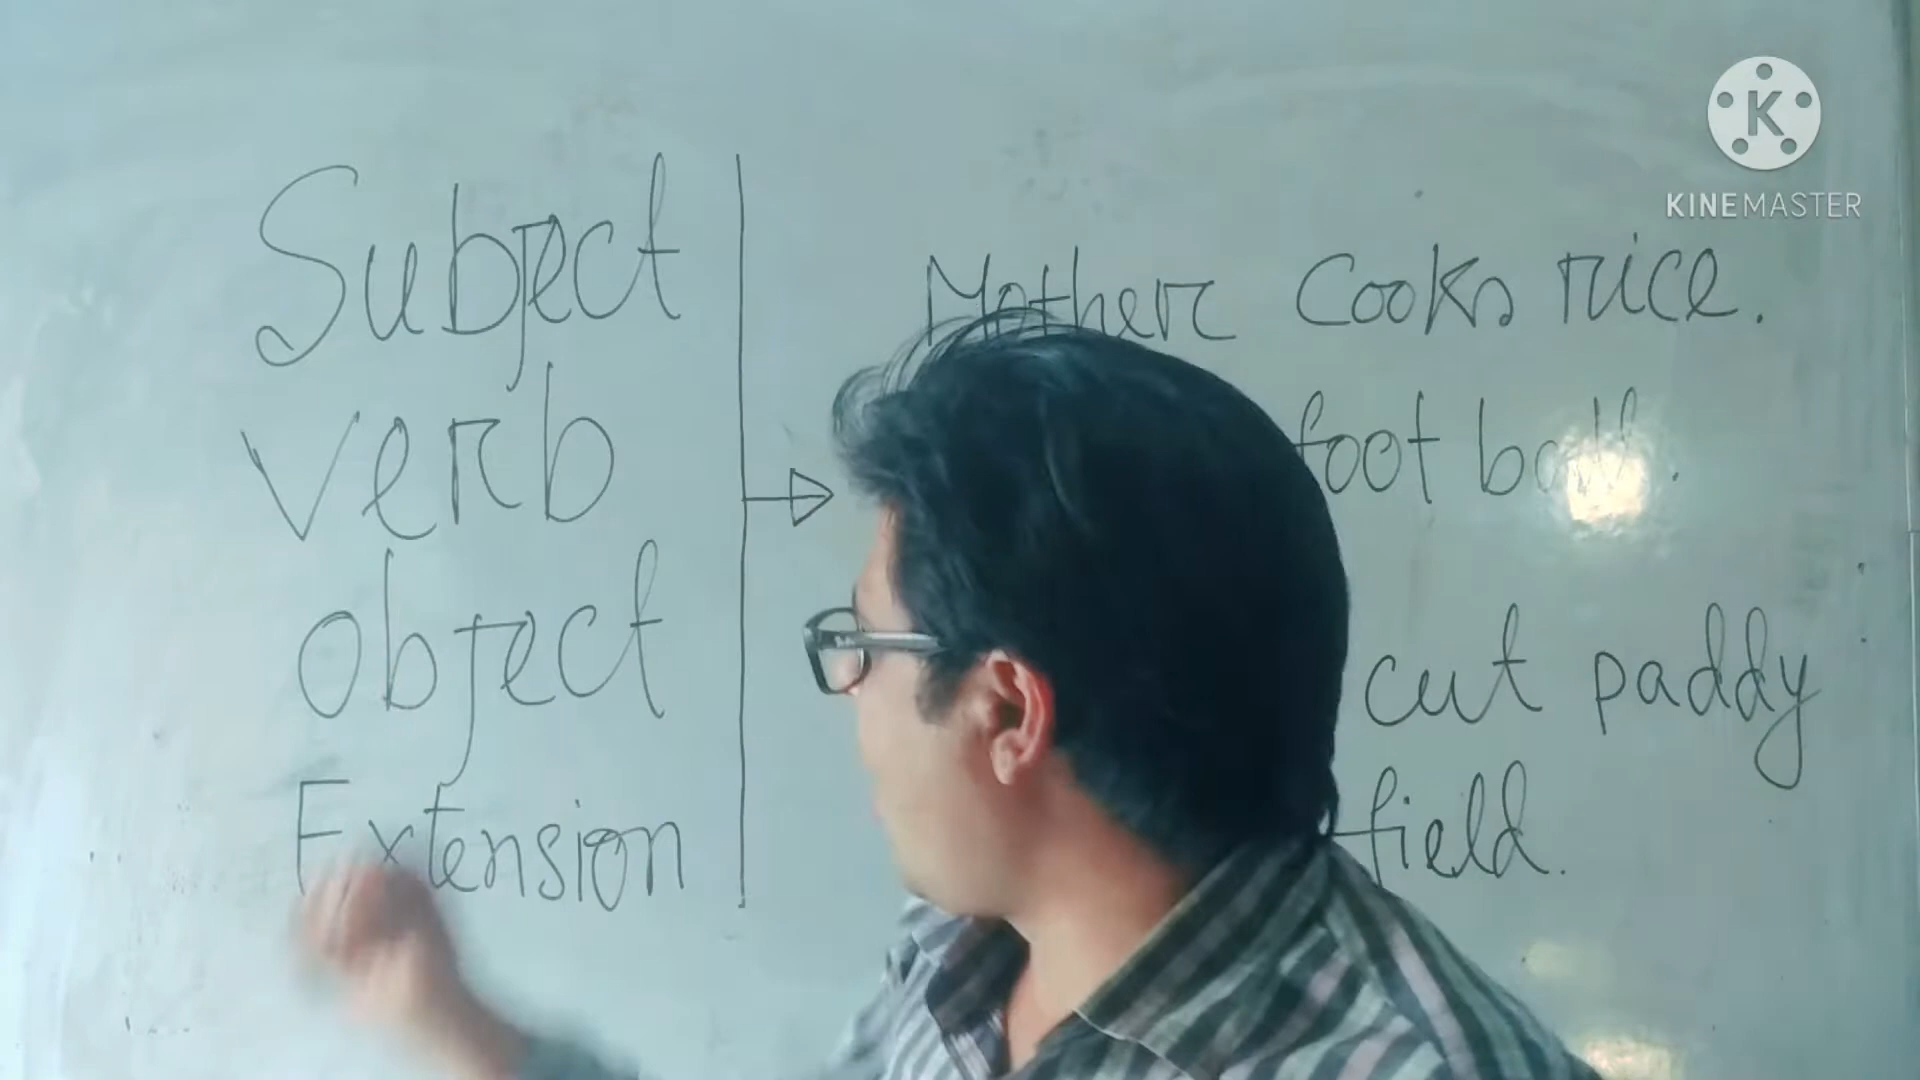 Subject
verb
object
Extension
Mother Cooks rice.
foot ball.
cut paddy
field.
KINEMASTER